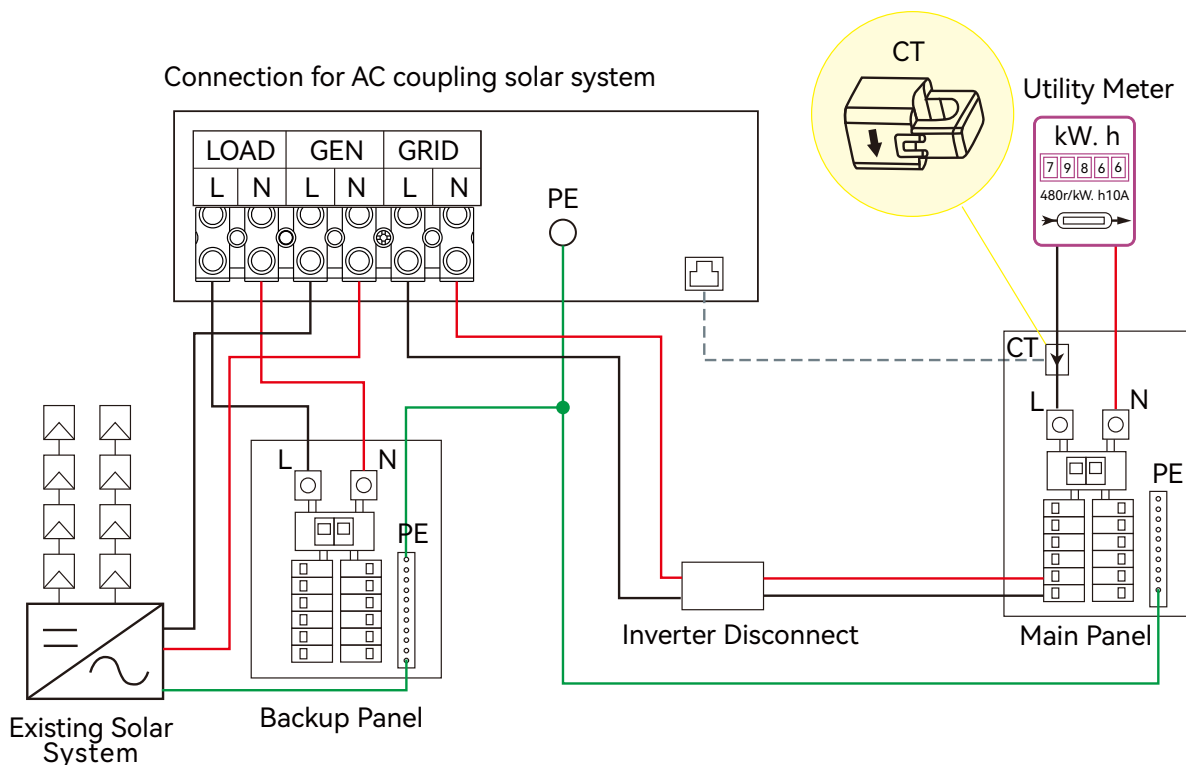 Connection for AC coupling solar system
CT
Utility Meter
kW. h
7 9 8 6 6
480r/kW. h10A
LOAD GEN GRID
L N L N L N
PE
CT
L N
PE
L N
PE
Inverter Disconnect
Main Panel
Backup Panel
Existing Solar
System